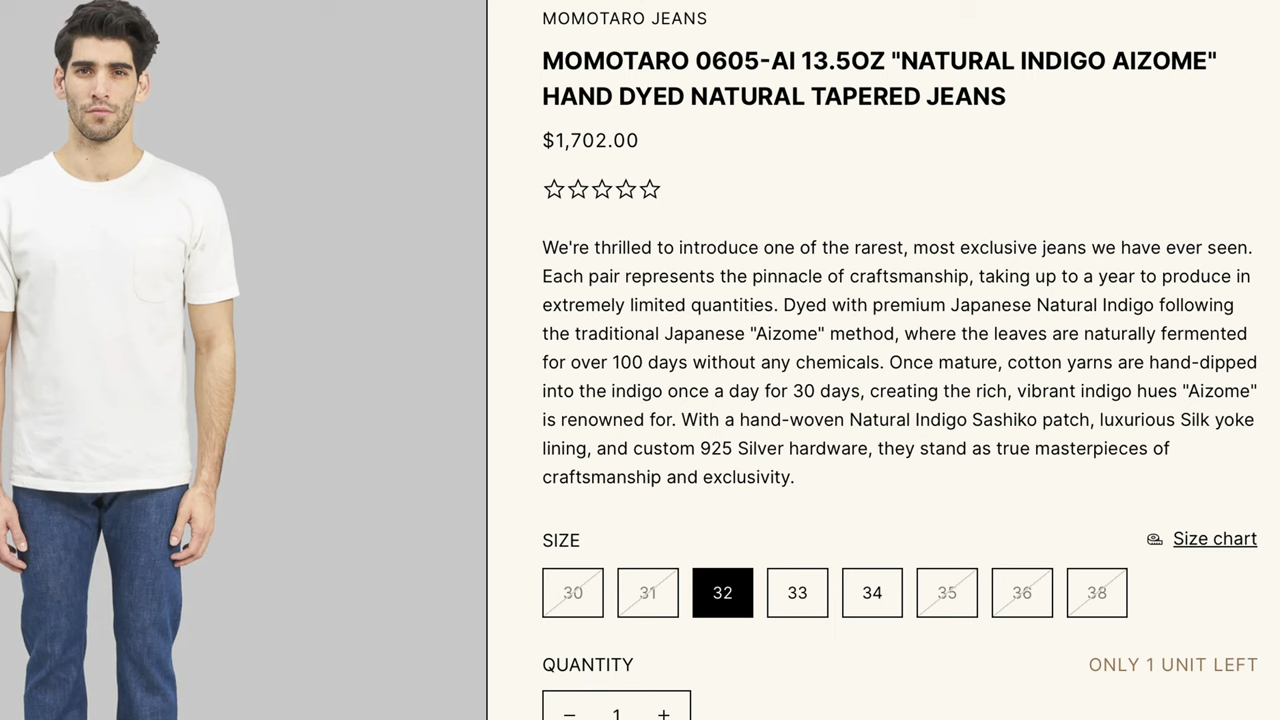 MOMOTARO JEANS
MOMOTARO 0605-AI 13.5OZ "NATURAL INDIGO AIZOME"
HAND DYED NATURAL TAPERED JEANS
$1,702.00
We're thrilled to introduce one of the rarest, most exclusive jeans we have ever seen.
Each pair represents the pinnacle of craftsmanship, taking up to a year to produce in
extremely limited quantities. Dyed with premium Japanese Natural Indigo following
the traditional Japanese "Aizome" method, where the leaves are naturally fermented
for over 100 days without any chemicals. Once mature, cotton yarns are hand-dipped
into the indigo once a day for 30 days, creating the rich, vibrant indigo hues "Aizome"
is renowned for. With a hand-woven Natural Indigo Sashiko patch, luxurious Silk yoke
lining, and custom 925 Silver hardware, they stand as true masterpieces of
craftsmanship and exclusivity.
SIZE Size chart
30 31 32 33 34 35 36 38
QUANTITY ONLY 1 UNIT LEFT
− 1 +